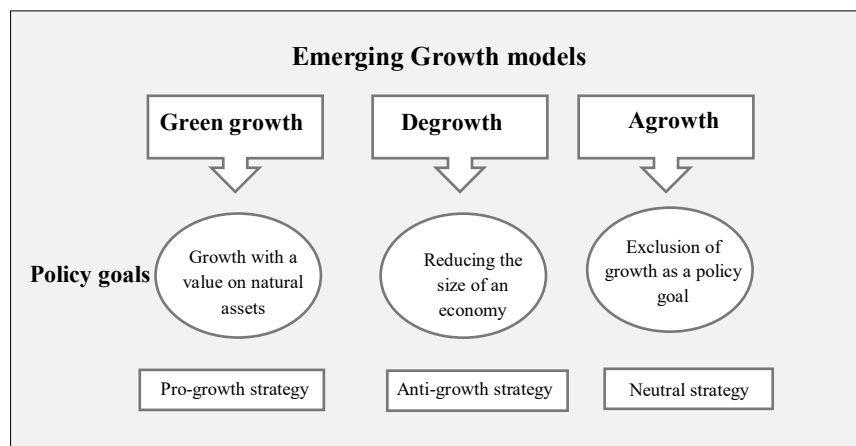 Emerging Growth models
Green growth
Degrowth
Agrowth
Policy goals
Growth with a
value on natural
assets
Reducing the
size of an
economy
Exclusion of
growth as a policy
goal
Pro-growth strategy
Anti-growth strategy
Neutral strategy